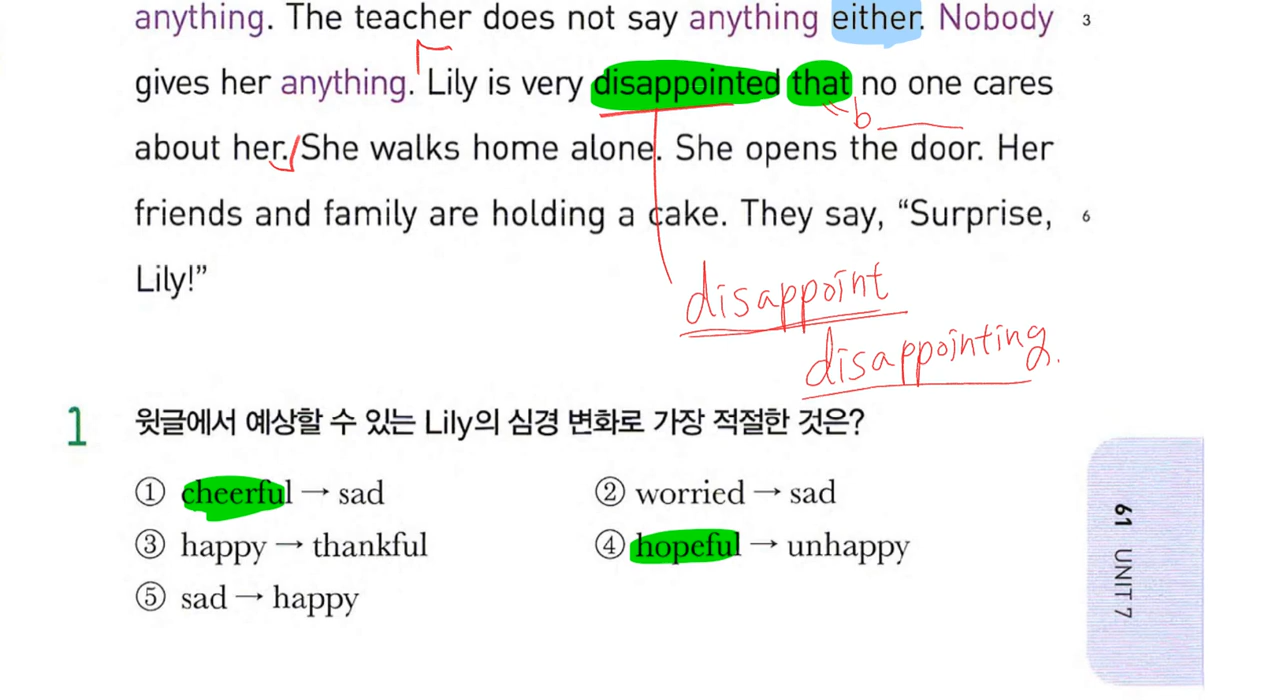 anything. The teacher does not say anything either. Nobody 3
gives her anything. Lily is very disappointed that no one cares
b
about her. She walks home alone. She opens the door. Her
friends and family are holding a cake. They say, “Surprise, 6
Lily!”
disappoint
disappointing.
1 윗글에서 예상할 수 있는 Lily의 심경 변화로 가장 적절한 것은?
① cheerful → sad ② worried → sad
③ happy → thankful ④ hopeful → unhappy
⑤ sad → happy
61 UNIT 7